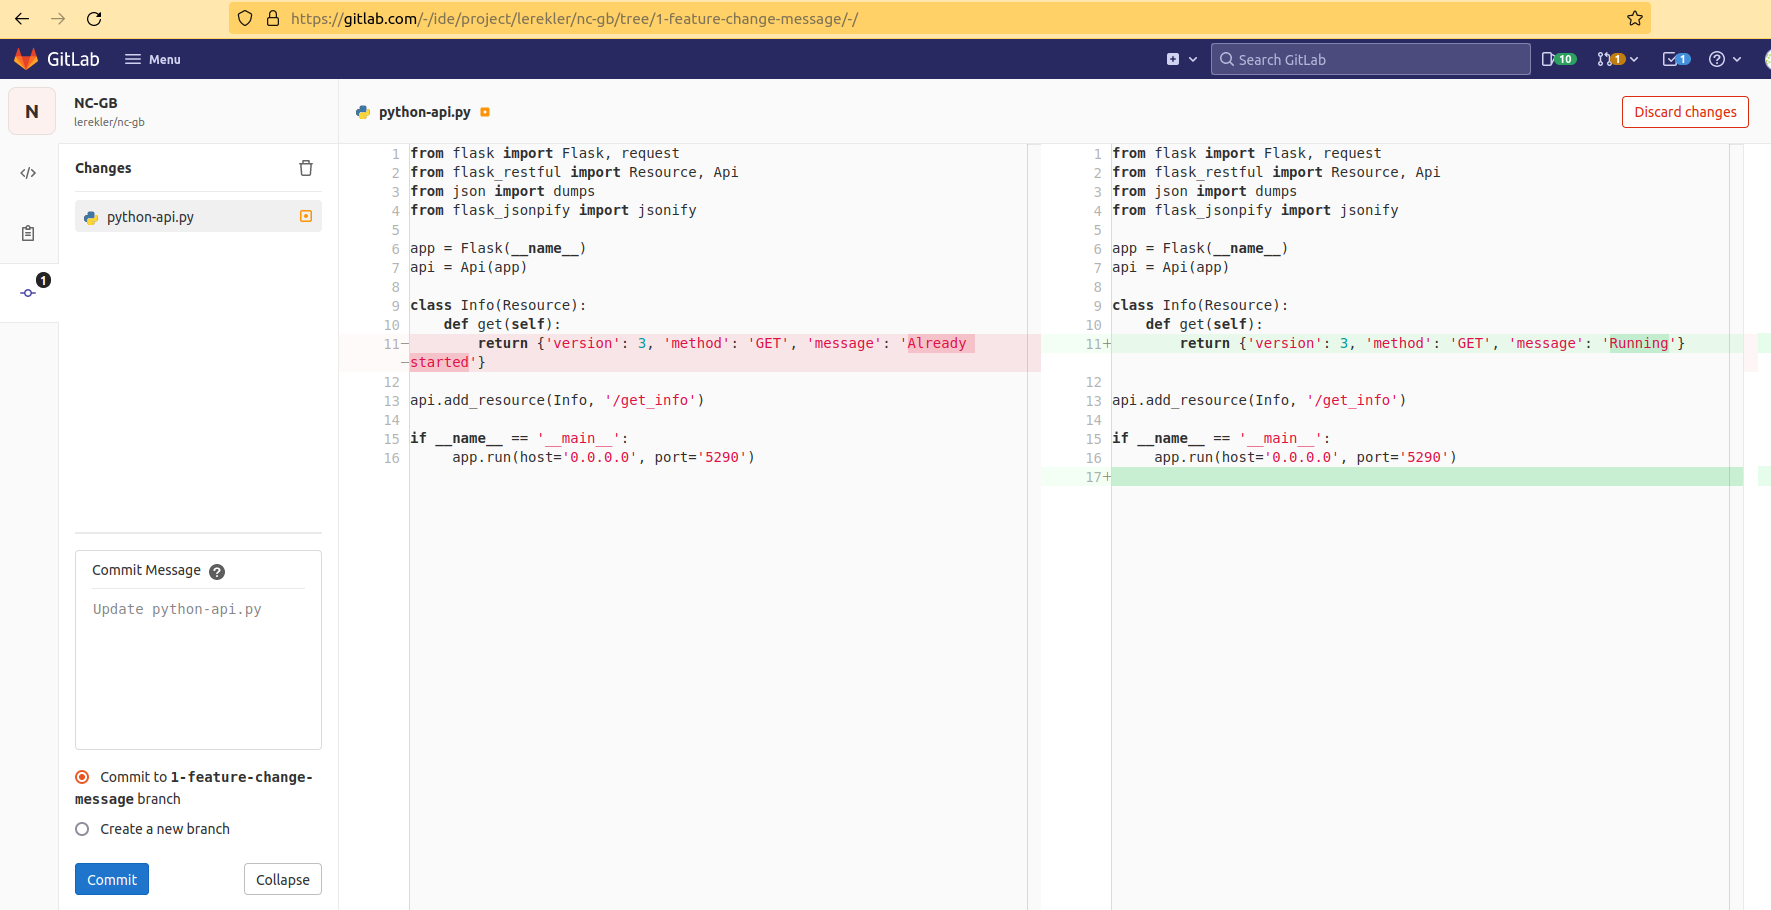 https://gitlab.com/-/ide/project/lerekler/nc-gb/tree/1-feature-change-message/-/
GitLab
Menu
Search GitLab
10
1
1
N
NC-GB
lerekler/nc-gb
python-api.py
Discard changes
Changes
python-api.py
1
1 from flask import Flask, request
2 from flask_restful import Resource, Api
3 from json import dumps
4 from flask_jsonpify import jsonify
5
6 app = Flask(__name__)
7 api = Api(app)
8
9 class Info(Resource):
10     def get(self):
11−         return {'version': 3, 'method': 'GET', 'message': 'Already
− started'}
12
13 api.add_resource(Info, '/get_info')
14
15 if __name__ == '__main__':
16      app.run(host='0.0.0.0', port='5290')
1 from flask import Flask, request
2 from flask_restful import Resource, Api
3 from json import dumps
4 from flask_jsonpify import jsonify
5
6 app = Flask(__name__)
7 api = Api(app)
8
9 class Info(Resource):
10     def get(self):
11+         return {'version': 3, 'method': 'GET', 'message': 'Running'}
12
13 api.add_resource(Info, '/get_info')
14
15 if __name__ == '__main__':
16      app.run(host='0.0.0.0', port='5290')
17+
Commit Message ?
Update python-api.py
Commit to 1-feature-change-
message branch
Create a new branch
Commit
Collapse